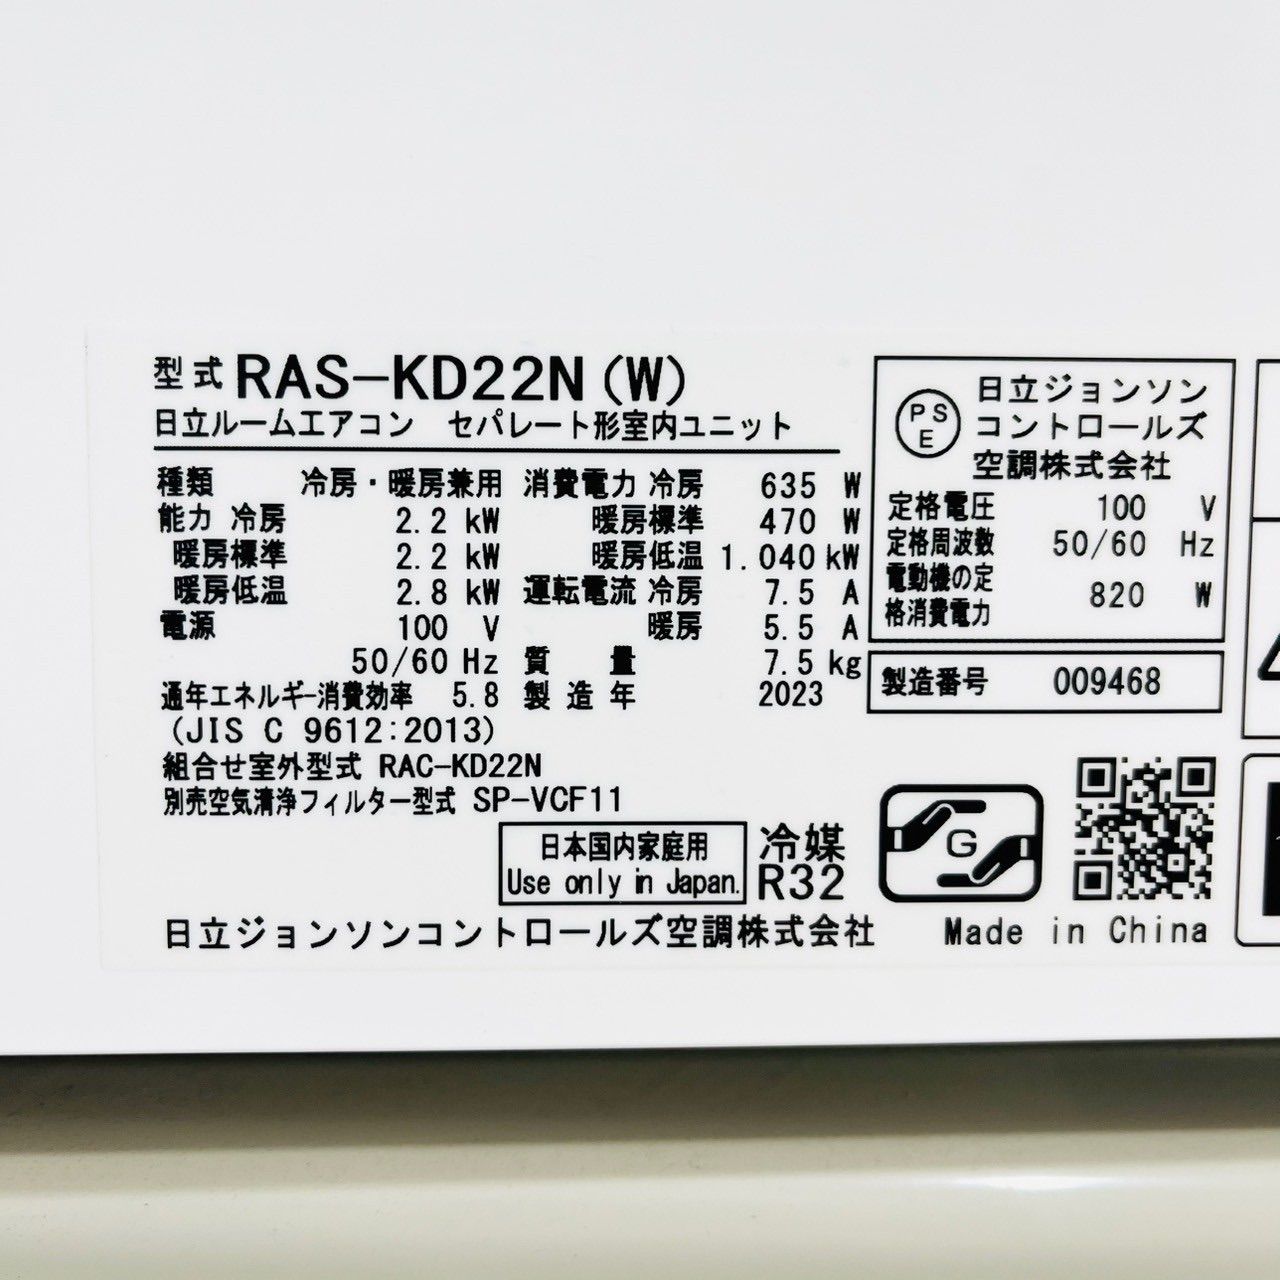 型式 RAS-KD22N(W)
日立ルームエアコン セパレート形室内ユニット
種類 冷房・暖房兼用
能力 冷房 2.2 kW
暖房標準 2.2 kW
暖房低温 2.8 kW
電源 100 V
50/60 Hz
通年エネルギー消費効率 5.8
(JIS C 9612:2013)
消費電力 冷房 635 W
暖房標準 470 W
暖房低温 1.040 kW
運転電流 冷房 7.5 A
暖房 5.5 A
質量 7.5 kg
製造年 2023
組合せ室外型式 RAC-KD22N
別売空気清浄フィルター型式 SP-VCF11
日本国内家庭用
Use only in Japan.
冷媒
R32
日立ジョンソンコントロールズ空調株式会社
PS
E
日立ジョンソン
コントロールズ
空調株式会社
定格電圧 100 V
定格周波数 50/60 Hz
電動機の定
格消費電力 820 W
製造番号 009468
G
Made in China